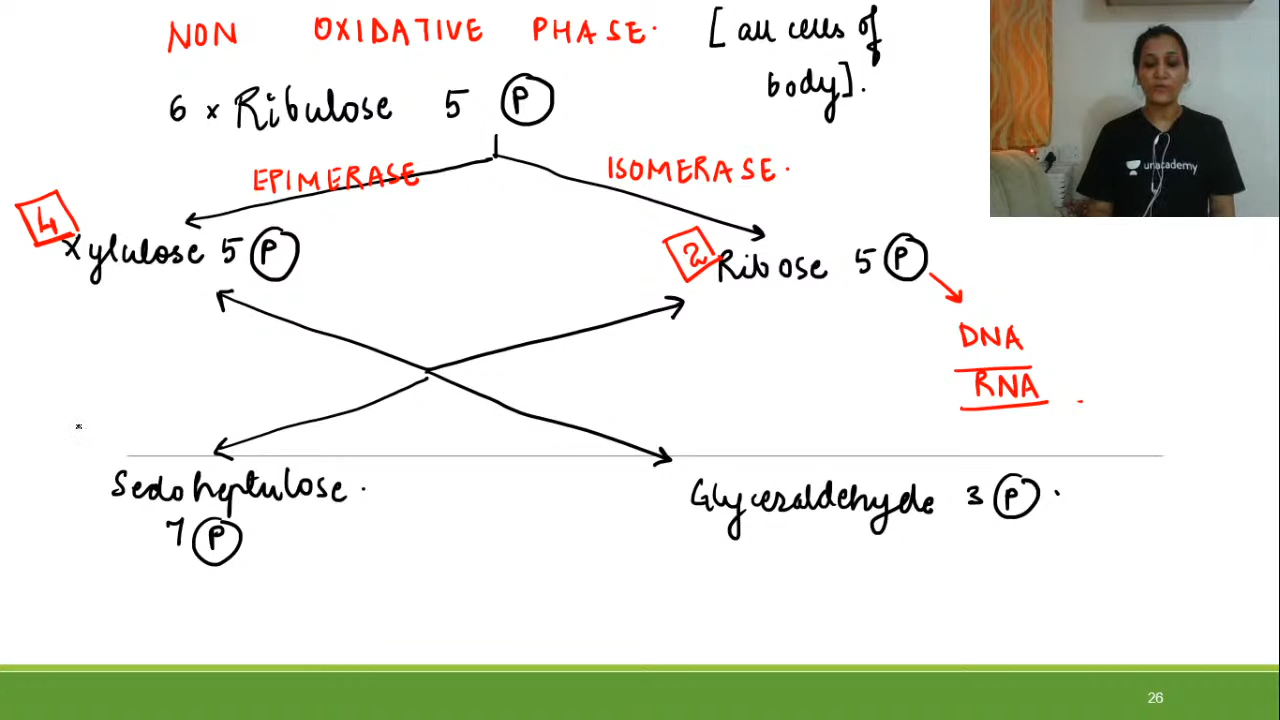 NON OXIDATIVE PHASE. [all cells of
body].
6 x Ribulose 5 P
EPIMERASE ISOMERASE.
4 Xylulose 5 P
2 Ribose 5 P
DNA
RNA
Sedoheptulose.
7 P
Glyceraldehyde 3 P.
unacademy
26